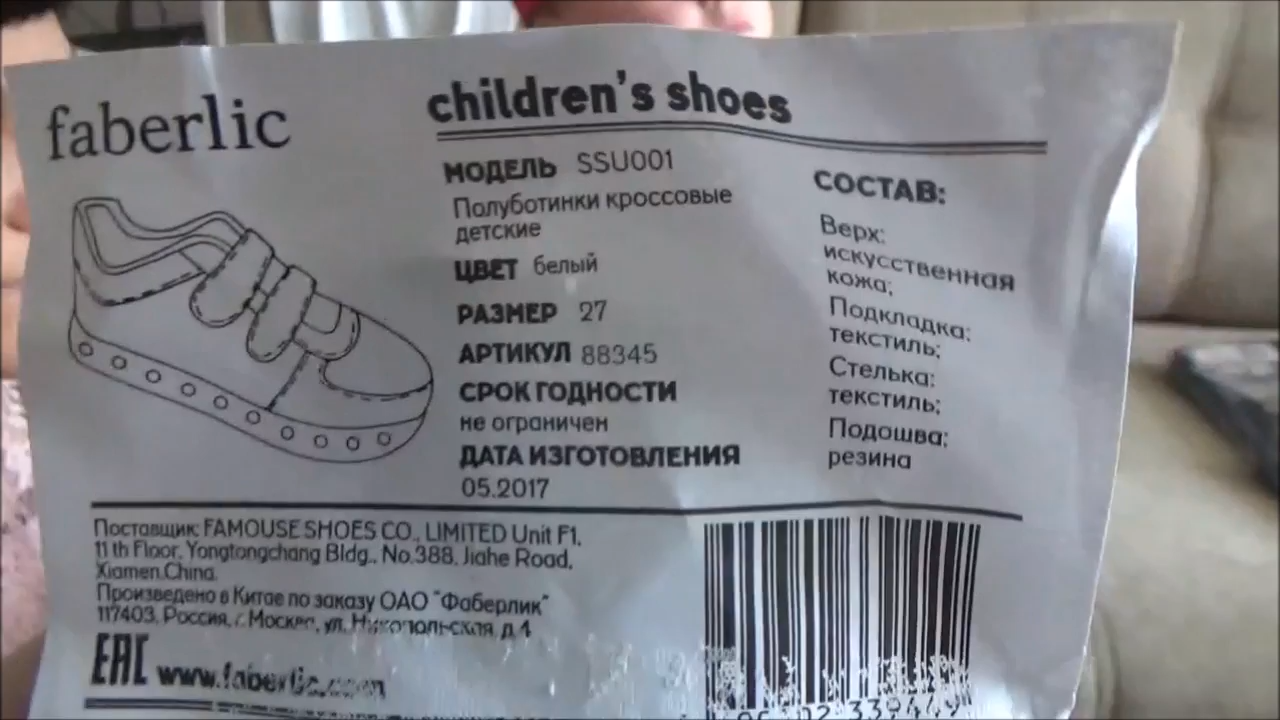 faberlic
children's shoes
МОДЕЛЬ SSU001
Полуботинки кроссовые
детские
ЦВЕТ белый
РАЗМЕР 27
АРТИКУЛ 88345
СРОК ГОДНОСТИ
не ограничен
ДАТА ИЗГОТОВЛЕНИЯ
05.2017
СОСТАВ:
Верх:
искусственная
кожа;
Подкладка:
текстиль;
Стелька:
текстиль;
Подошва:
резина
Поставщик: FAMOUSE SHOES CO., LIMITED Unit F1,
11 th Floor, Yongtongchang Bldg., No.388, Jiahe Road,
Xiamen,China.
Произведено в Китае по заказу ОАО "Фаберлик"
117403, Россия, г. Москва, ул. Никопольская, д.4
EAC www.faberlic.com